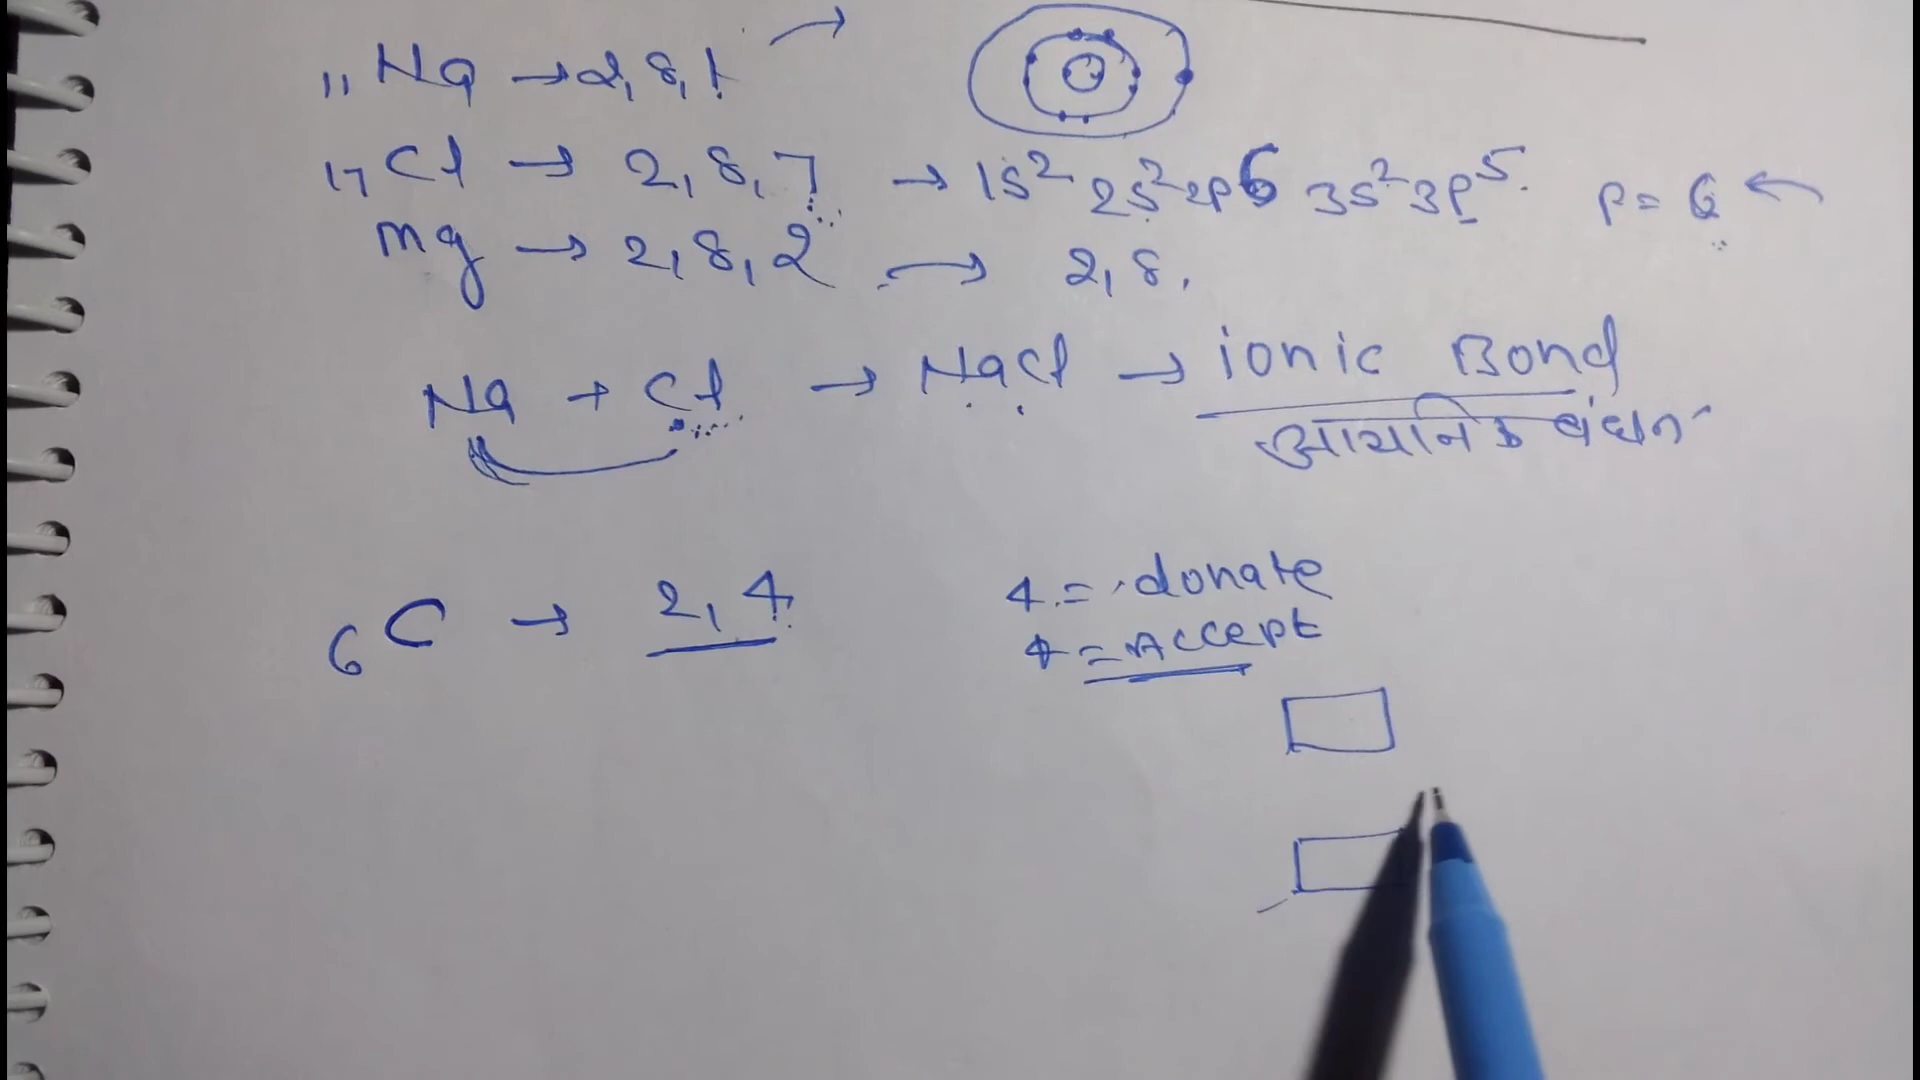 11Na → 2,8,1 →
17Cl → 2,8,7 → 1s² 2s² 2p6 3s² 3p⁵. P = 6 ←
mg → 2,8,2 → 2,8.
Na + Cl → NaCl → ionic Bond
आयनिक बंधन
6C → 2,4
4 = donate
4 = Accept